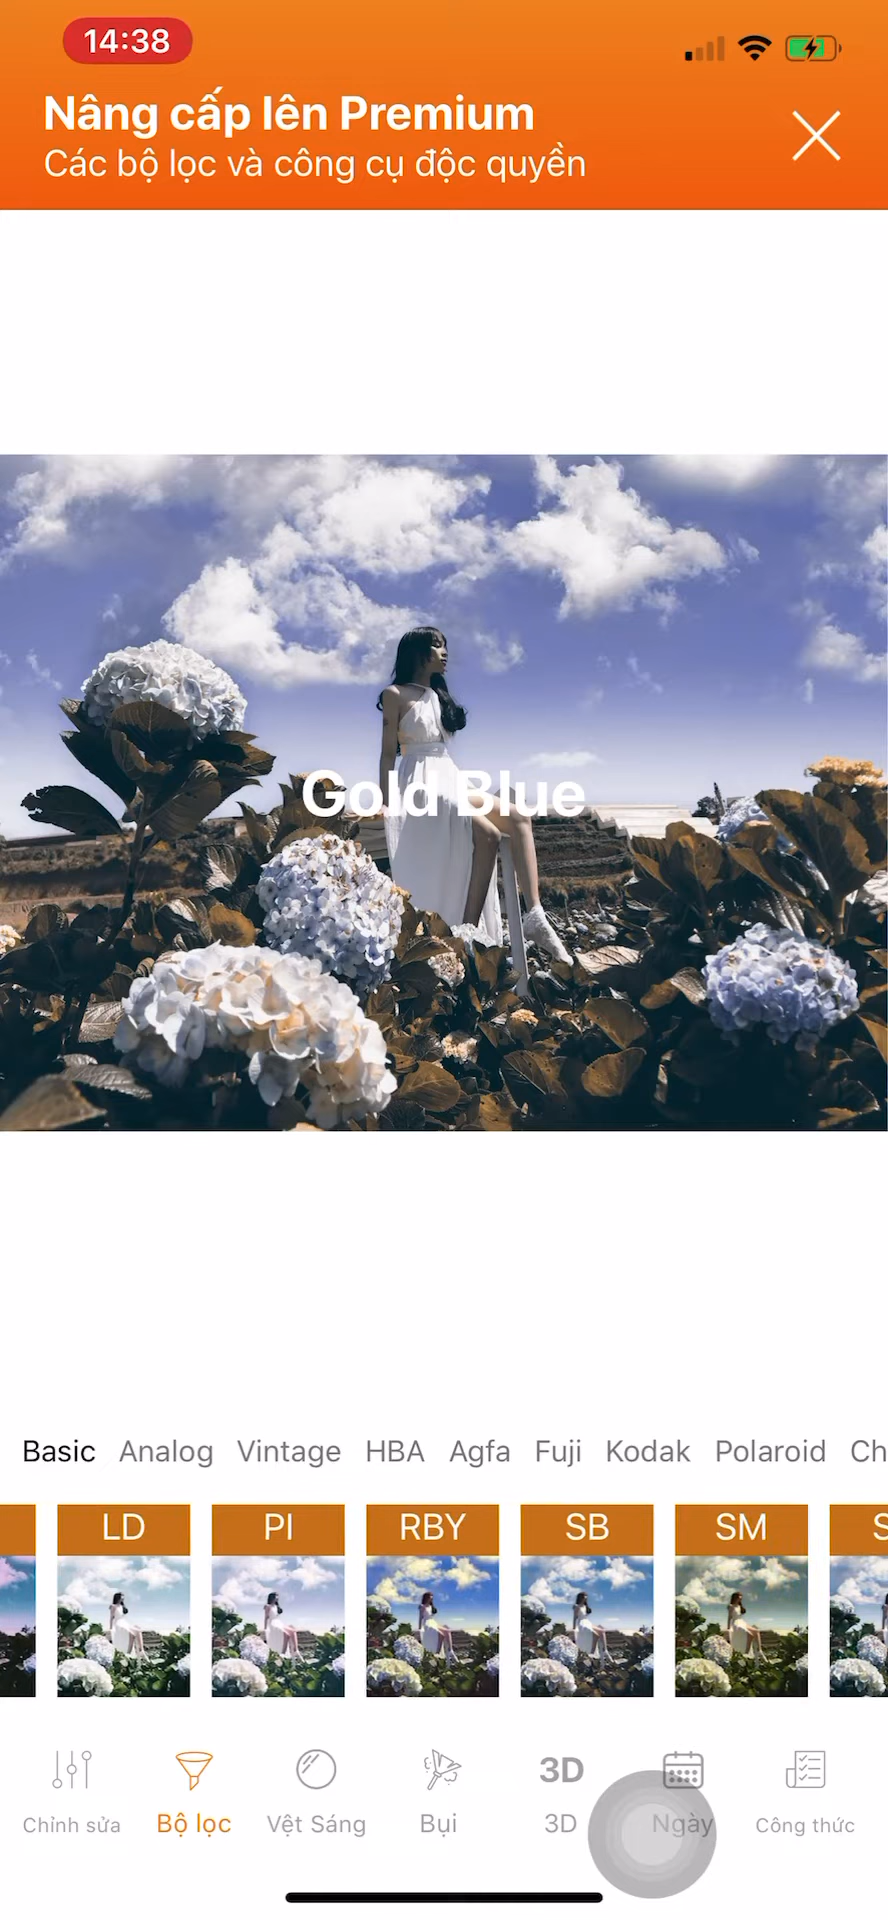 14:38
Nâng cấp lên Premium
Các bộ lọc và công cụ độc quyền
Gold Blue
Basic Analog Vintage HBA Agfa Fuji Kodak Polaroid Ch
LD PI RBY SB SM S
3D
Chỉnh sửa Bộ lọc Vệt Sáng Bụi 3D Ngày Công thức